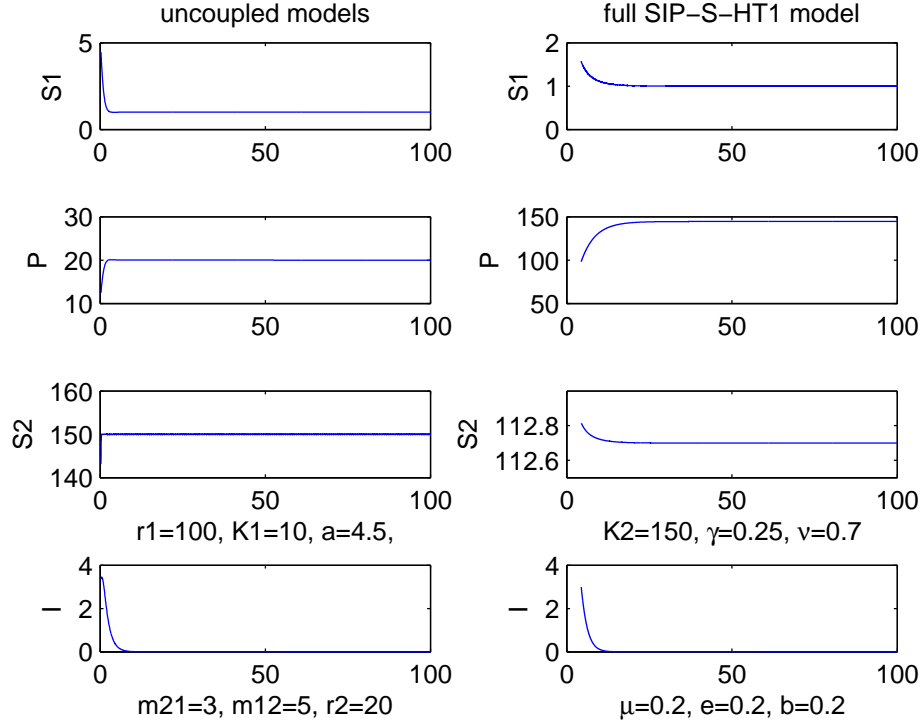 uncoupled models
full SIP−S−HT1 model
S1
5
0
0 50 100
S1
2
1
0
0 50 100
P
30
20
10
0 50 100
P
150
100
50
0 50 100
S2
160
150
140
0 50 100
r1=100, K1=10, a=4.5,
S2
112.8
112.6
0 50 100
K2=150, γ=0.25, ν=0.7
I
4
2
0
0 50 100
m21=3, m12=5, r2=20
I
4
2
0
0 50 100
μ=0.2, e=0.2, b=0.2